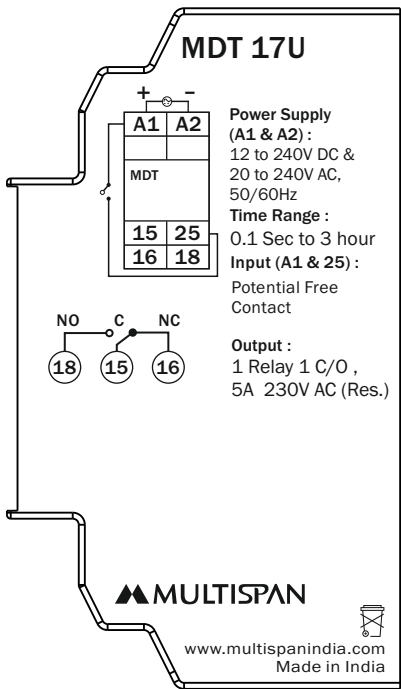 MDT 17U
+ −
A1 A2
MDT
15 25
16 18
Power Supply
(A1 & A2) :
12 to 240V DC &
20 to 240V AC,
50/60Hz
Time Range :
0.1 Sec to 3 hour
Input (A1 & 25) :
Potential Free
Contact
NO C NC
18 15 16
Output :
1 Relay 1 C/O ,
5A 230V AC (Res.)
MULTISPAN
www.multispanindia.com
Made in India